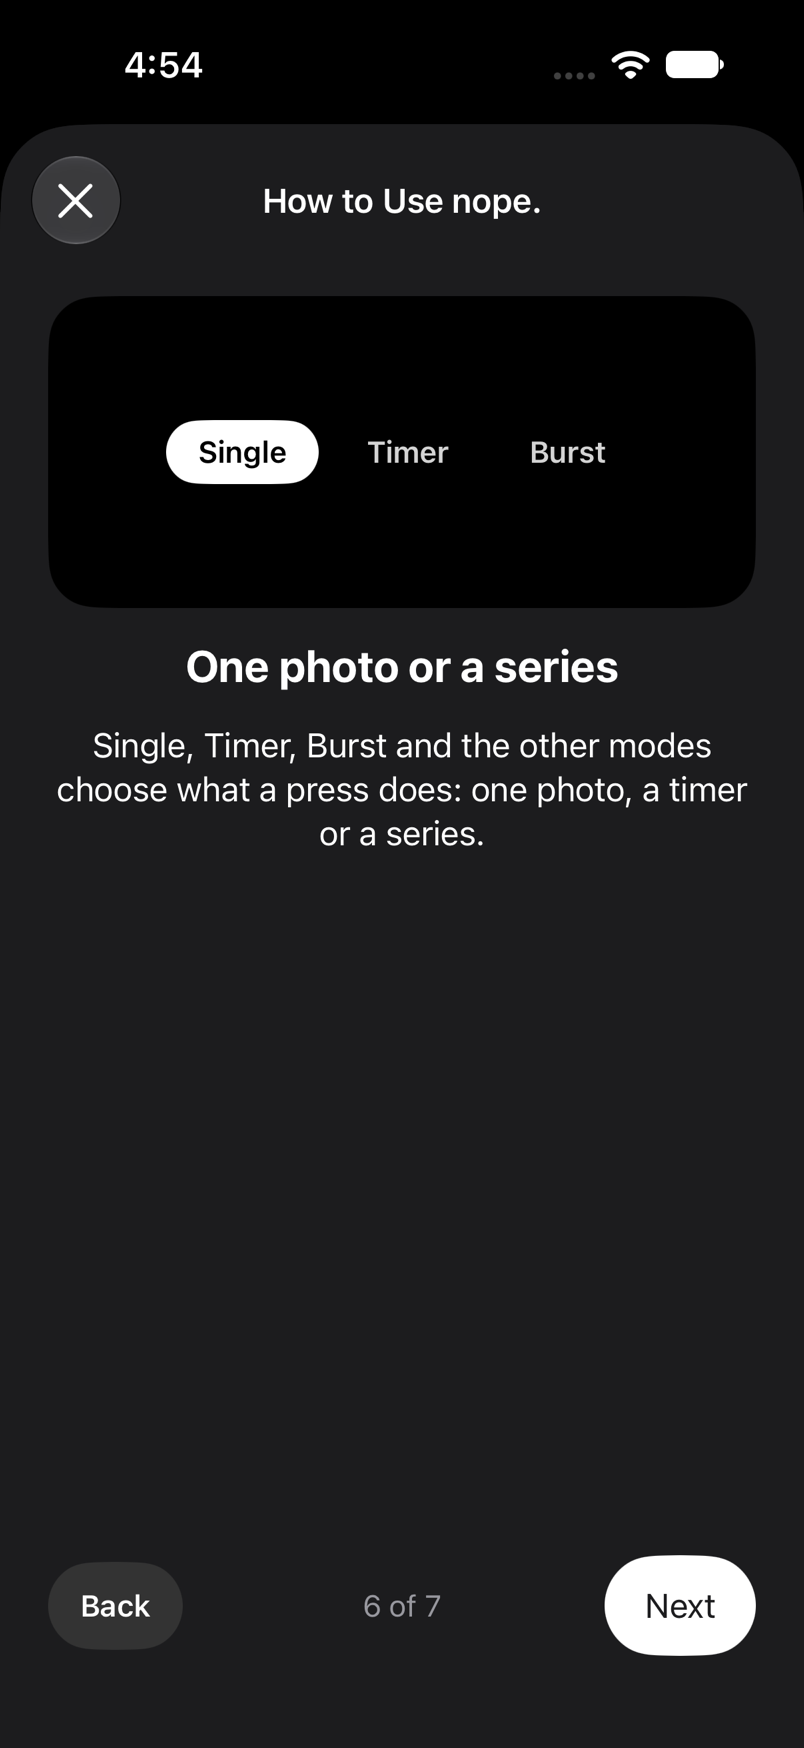 4:54
How to Use nope.
Single Timer Burst
One photo or a series
Single, Timer, Burst and the other modes
choose what a press does: one photo, a timer
or a series.
Back 6 of 7 Next